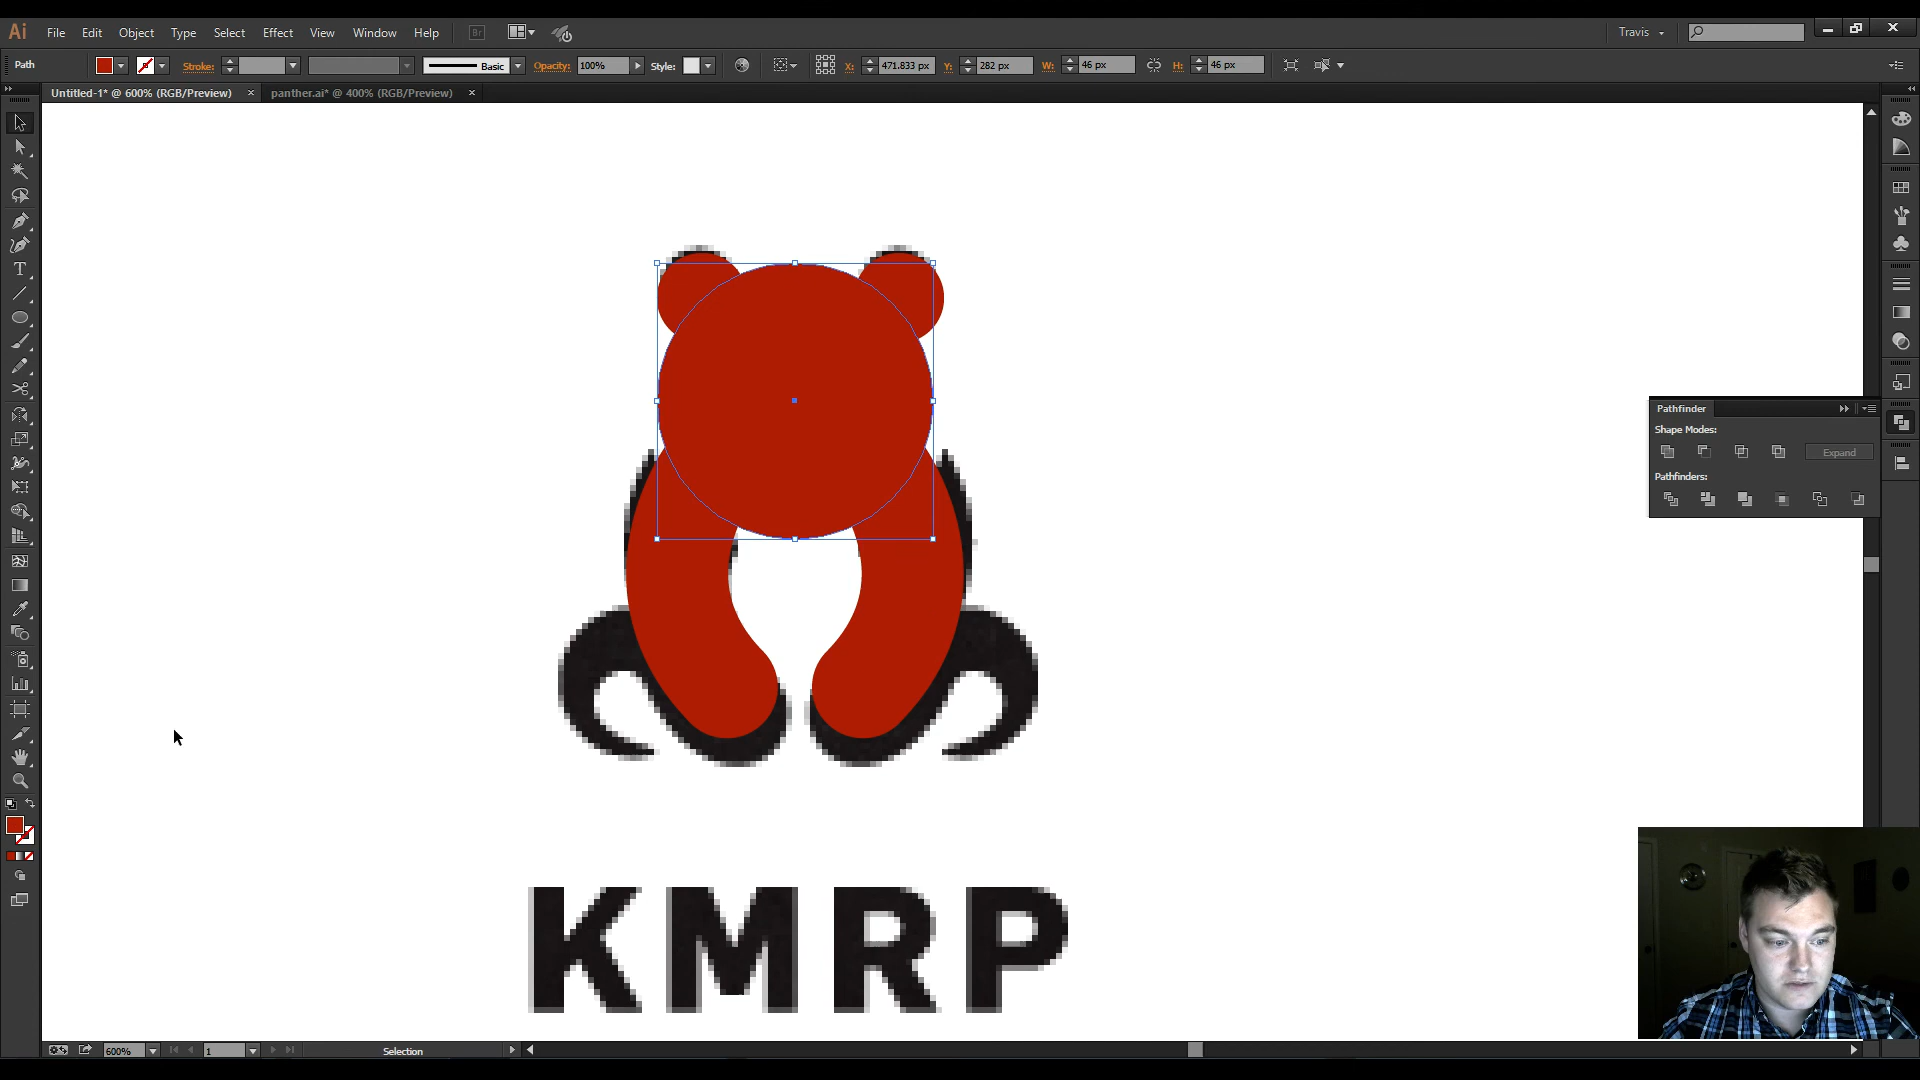 Ai File Edit Object Type Select Effect View Window Help Br Travis
Path Stroke: Basic Opacity: 100% Style: X: 471.833 px Y: 282 px W: 46 px H: 46 px
Untitled-1* @ 600% (RGB/Preview) × panther.ai* @ 400% (RGB/Preview) ×
Pathfinder
Shape Modes:
Expand
Pathfinders:
KMRP
600% 1 Selection